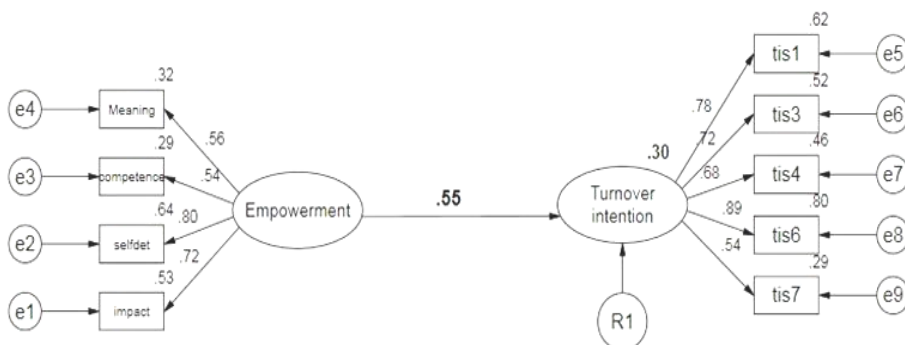 .62
tis1
e5
.32
.52
e4
Meaning
.78
tis3
e6
.56
.72
.29
.30
.46
e3
competence
.54
.68
tis4
e7
.64
.80
Empowerment
.55
Turnover
intention
.89
.80
e2
selfdet
tis6
e8
.72
.54
.53
.29
e1
impact
tis7
e9
R1